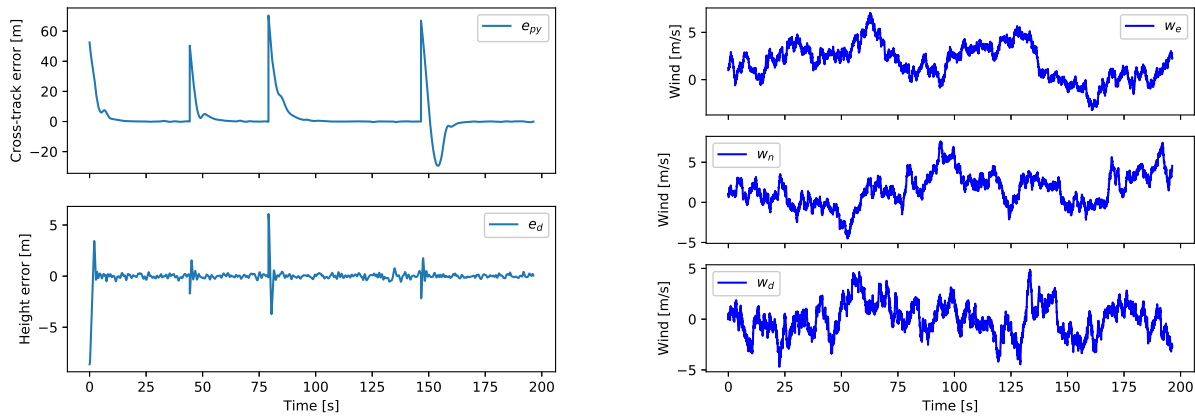 Cross-track error [m]
60
40
20
0
−20
e_py
Height error [m]
5
0
−5
e_d
0 25 50 75 100 125 150 175 200
Time [s]
Wind [m/s]
5
0
w_e
Wind [m/s]
5
0
−5
w_n
Wind [m/s]
5
0
−5
w_d
0 25 50 75 100 125 150 175 200
Time [s]